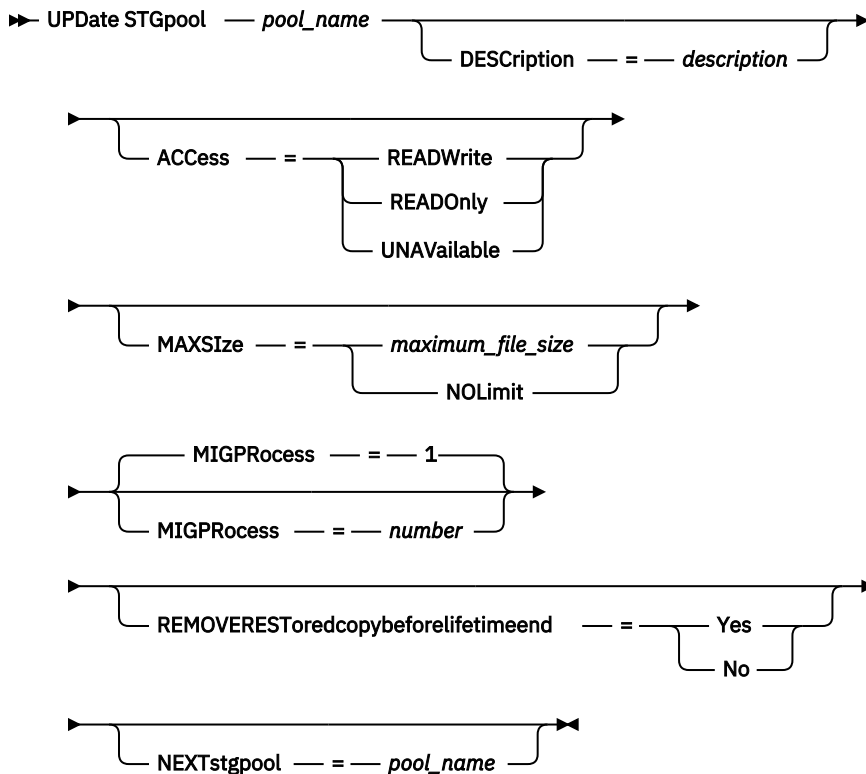 UPDate STGpool — pool_name
DESCription — = — description
ACCess — = — READWrite
READOnly
UNAVailable
MAXSIze — = — maximum_file_size
NOLimit
MIGPRocess — = — 1
MIGPRocess — = — number
REMOVERESToredcopybeforelifetimeend — = — Yes
No
NEXTstgpool — = — pool_name